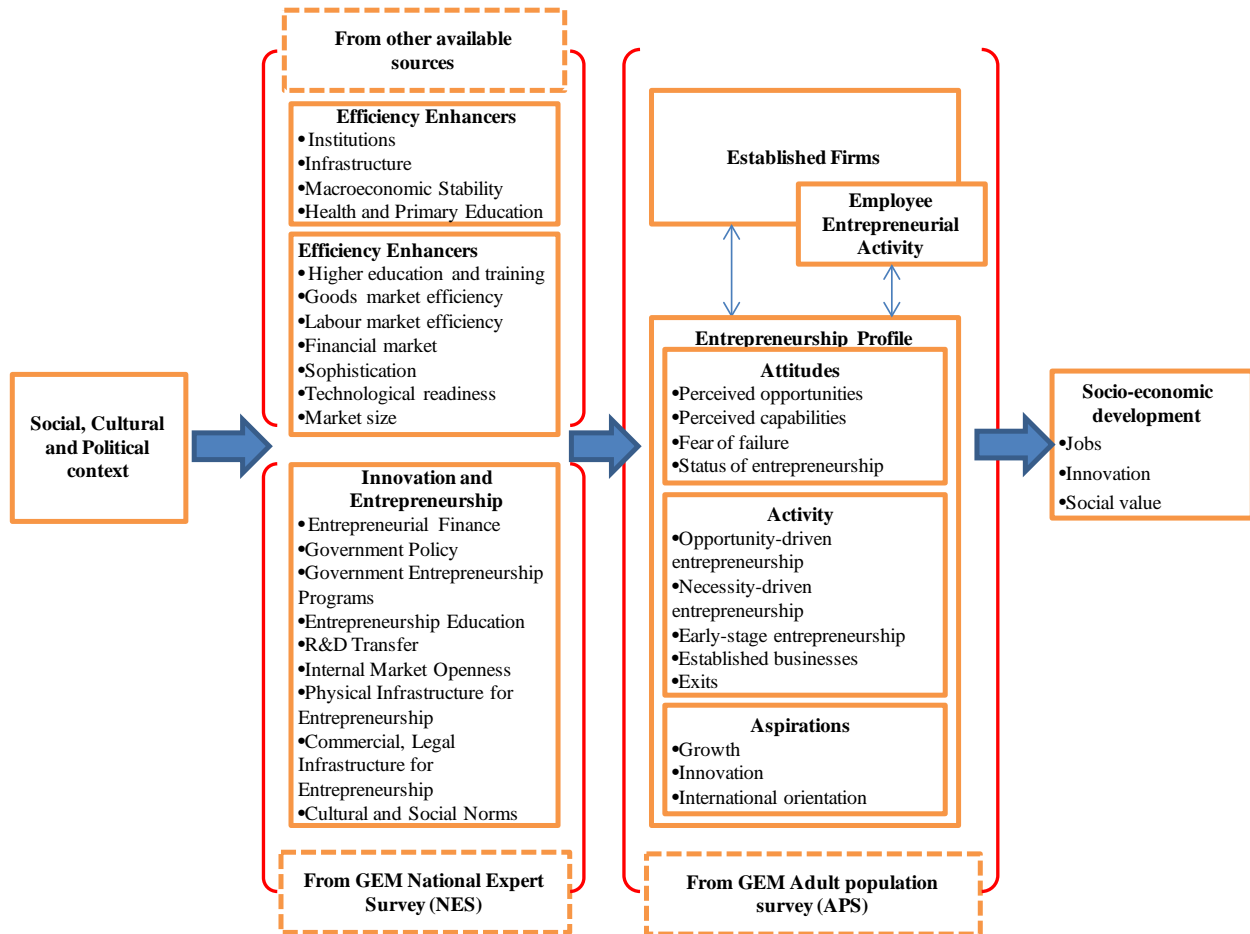 From other available
sources
Efficiency Enhancers
•Institutions
•Infrastructure
•Macroeconomic Stability
•Health and Primary Education
Efficiency Enhancers
•Higher education and training
•Goods market efficiency
•Labour market efficiency
•Financial market
•Sophistication
•Technological readiness
•Market size
Social, Cultural
and Political
context
Innovation and
Entrepreneurship
•Entrepreneurial Finance
•Government Policy
•Government Entrepreneurship
Programs
•Entrepreneurship Education
•R&D Transfer
•Internal Market Openness
•Physical Infrastructure for
Entrepreneurship
•Commercial, Legal
Infrastructure for
Entrepreneurship
•Cultural and Social Norms
From GEM National Expert
Survey (NES)
Established Firms
Employee
Entrepreneurial
Activity
Entrepreneurship Profile
Attitudes
•Perceived opportunities
•Perceived capabilities
•Fear of failure
•Status of entrepreneurship
Activity
•Opportunity-driven
entrepreneurship
•Necessity-driven
entrepreneurship
•Early-stage entrepreneurship
•Established businesses
•Exits
Aspirations
•Growth
•Innovation
•International orientation
From GEM Adult population
survey (APS)
Socio-economic
development
•Jobs
•Innovation
•Social value